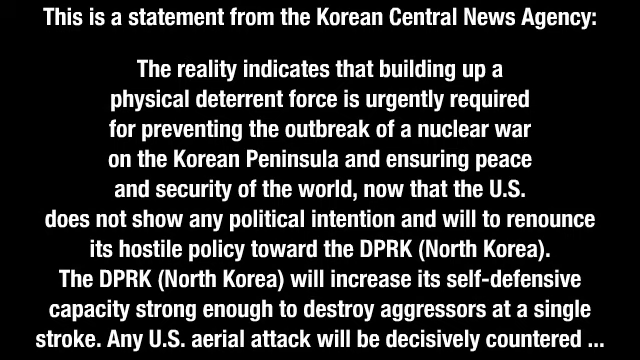 This is a statement from the Korean Central News Agency:
The reality indicates that building up a
physical deterrent force is urgently required
for preventing the outbreak of a nuclear war
on the Korean Peninsula and ensuring peace
and security of the world, now that the U.S.
does not show any political intention and will to renounce
its hostile policy toward the DPRK (North Korea).
The DPRK (North Korea) will increase its self-defensive
capacity strong enough to destroy aggressors at a single
stroke. Any U.S. aerial attack will be decisively countered ...